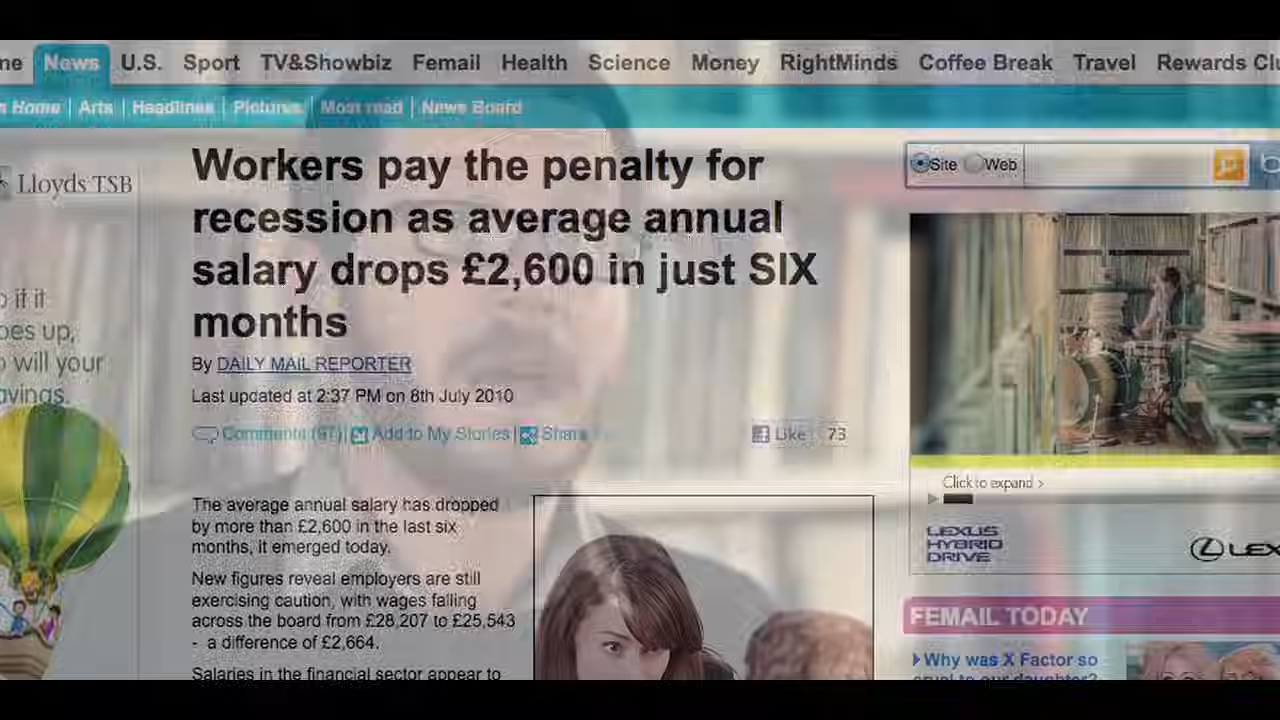 News U.S. Sport TV&Showbiz Femail Health Science Money RightMinds Coffee Break Travel Rewards
Home | Arts | Headlines | Pictures | Most read | News Board
Workers pay the penalty for
recession as average annual
salary drops £2,600 in just SIX
months
By DAILY MAIL REPORTER
Last updated at 2:37 PM on 8th July 2010
Comments | Add to My Stories | Share
Like 73
The average annual salary has dropped
by more than £2,600 in the last six
months, it emerged today.
New figures reveal employers are still
exercising caution, with wages falling
across the board from £28,207 to £25,543
- a difference of £2,664.
Salaries in the financial sector appear to
Lloyds TSB
if it
up,
will your
Site Web
Click to expand >
LEXUS
HYBRID
DRIVE
FEMAIL TODAY
Why was X Factor so
cruel to our daughter?